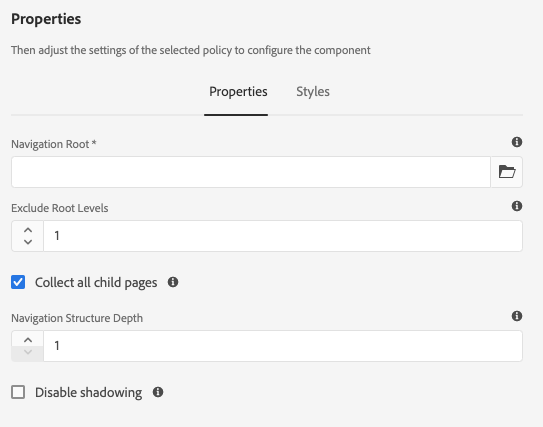 Properties
Then adjust the settings of the selected policy to configure the component
Properties Styles
Navigation Root *
Exclude Root Levels
1
Collect all child pages
Navigation Structure Depth
1
Disable shadowing